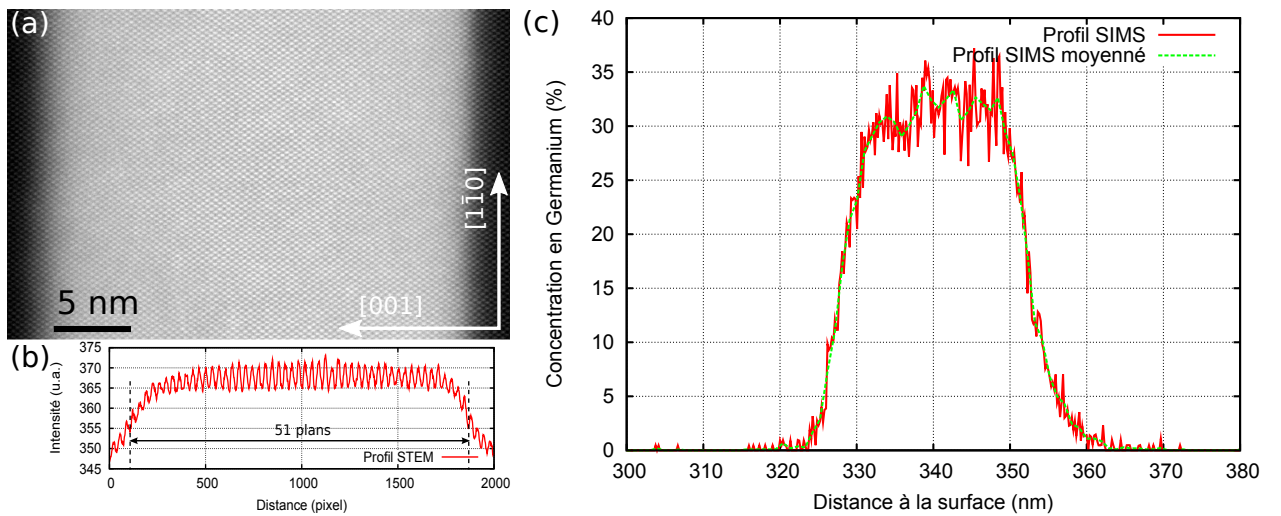 (a)
[11̄0]
[001]
5 nm
(b)
375
370
365
360
355
350
345
Intensité (u.a.)
51 plans
Profil STEM
0
500
1000
1500
2000
Distance (pixel)
(c)
40
35
30
25
20
15
10
5
0
Concentration en Germanium (%)
Profil SIMS
Profil SIMS moyenné
300
310
320
330
340
350
360
370
380
Distance à la surface (nm)